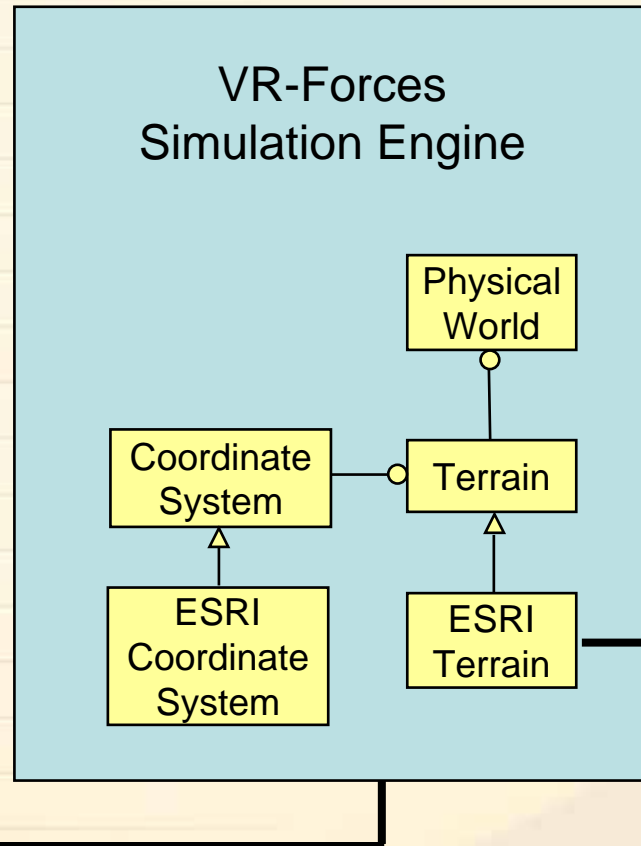 VR-Forces
Simulation Engine
Physical
World
Coordinate
System
Terrain
ESRI
Coordinate
System
ESRI
Terrain